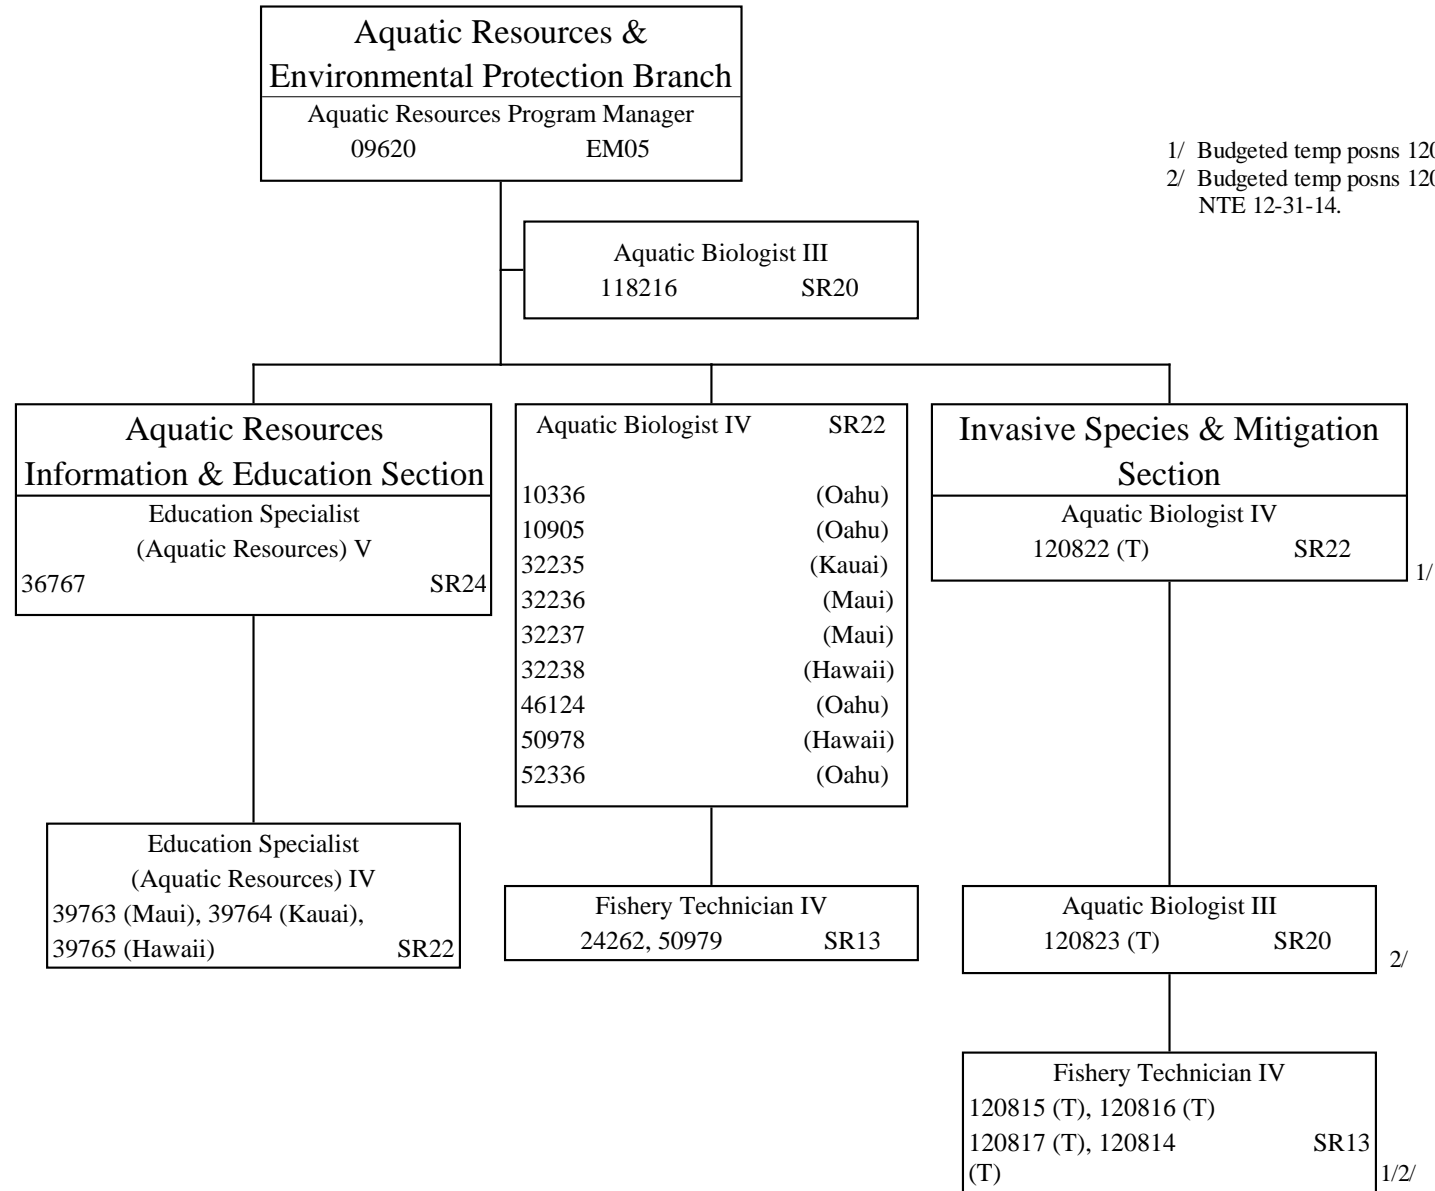 Aquatic Resources &
Environmental Protection Branch
Aquatic Resources Program Manager
09620 EM05
1/ Budgeted temp posns 120
2/ Budgeted temp posns 120
NTE 12-31-14.
Aquatic Biologist III
118216 SR20
Aquatic Resources
Information & Education Section
Education Specialist
(Aquatic Resources) V
36767 SR24
Aquatic Biologist IV SR22
10336 (Oahu)
10905 (Oahu)
32235 (Kauai)
32236 (Maui)
32237 (Maui)
32238 (Hawaii)
46124 (Oahu)
50978 (Hawaii)
52336 (Oahu)
Invasive Species & Mitigation
Section
Aquatic Biologist IV
120822 (T) SR22
1/
Education Specialist
(Aquatic Resources) IV
39763 (Maui), 39764 (Kauai),
39765 (Hawaii) SR22
Fishery Technician IV
24262, 50979 SR13
Aquatic Biologist III
120823 (T) SR20
2/
Fishery Technician IV
120815 (T), 120816 (T)
120817 (T), 120814 SR13
(T)
1/2/